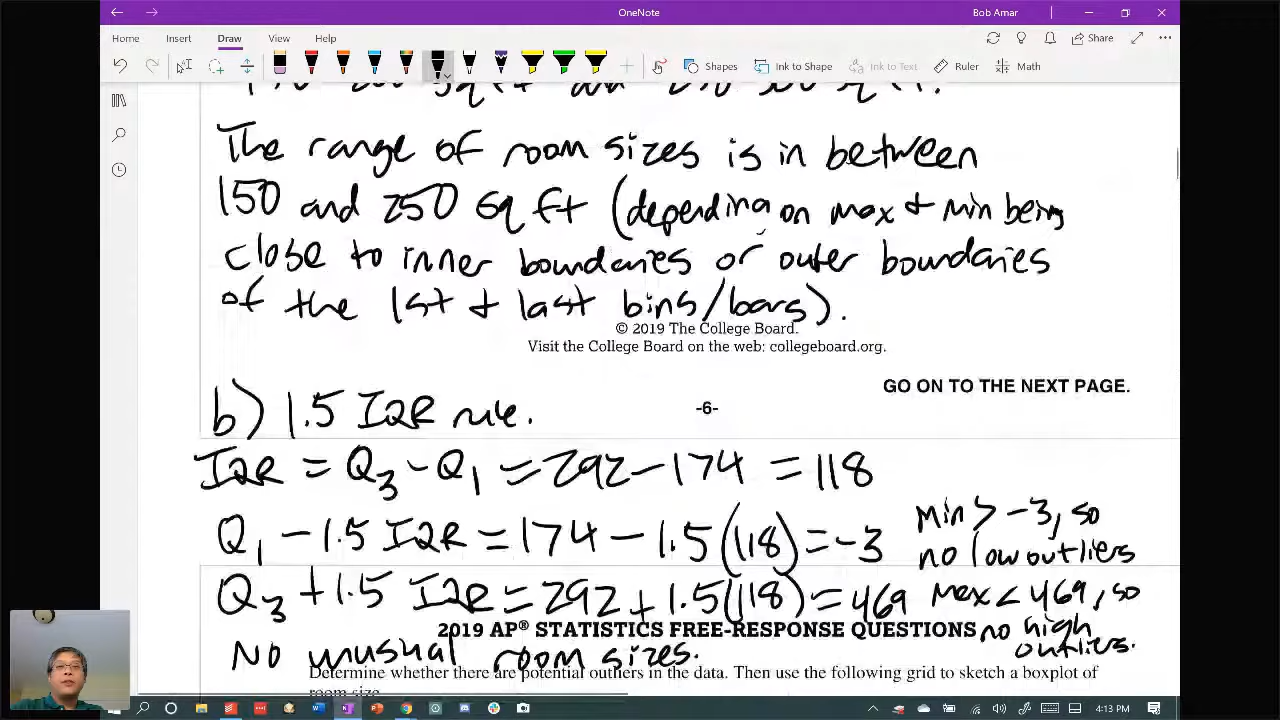 OneNote
Bob Amar
Home Insert Draw View Help
Share
Shapes Ink to Shape Ink to Text Ruler Math
The range of room sizes is in between
150 and 250 sq ft (depending on max + min being
close to inner boundaries or outer boundaries
of the 1st + last bins/bars).
© 2019 The College Board.
Visit the College Board on the web: collegeboard.org.
GO ON TO THE NEXT PAGE.
-6-
b) 1.5 IQR rule.
IQR = Q3 - Q1 = 292 - 174 = 118
Q1 - 1.5 IQR = 174 - 1.5(118) = -3
Min > -3, so
no low outliers
Q3 + 1.5 IQR = 292 + 1.5(118) = 469
Max < 469, so
no high
outliers.
2019 AP® STATISTICS FREE-RESPONSE QUESTIONS
No unusual room sizes.
Determine whether there are potential outliers in the data. Then use the following grid to sketch a boxplot of
room size
4:13 PM